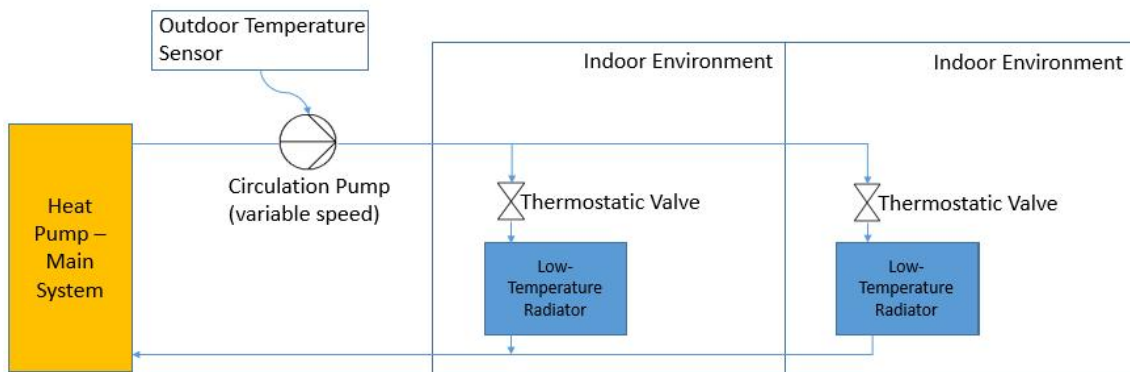 Outdoor Temperature
Sensor
Indoor Environment
Indoor Environment
Circulation Pump
(variable speed)
Heat
Pump –
Main
System
Thermostatic Valve
Thermostatic Valve
Low-
Temperature
Radiator
Low-
Temperature
Radiator